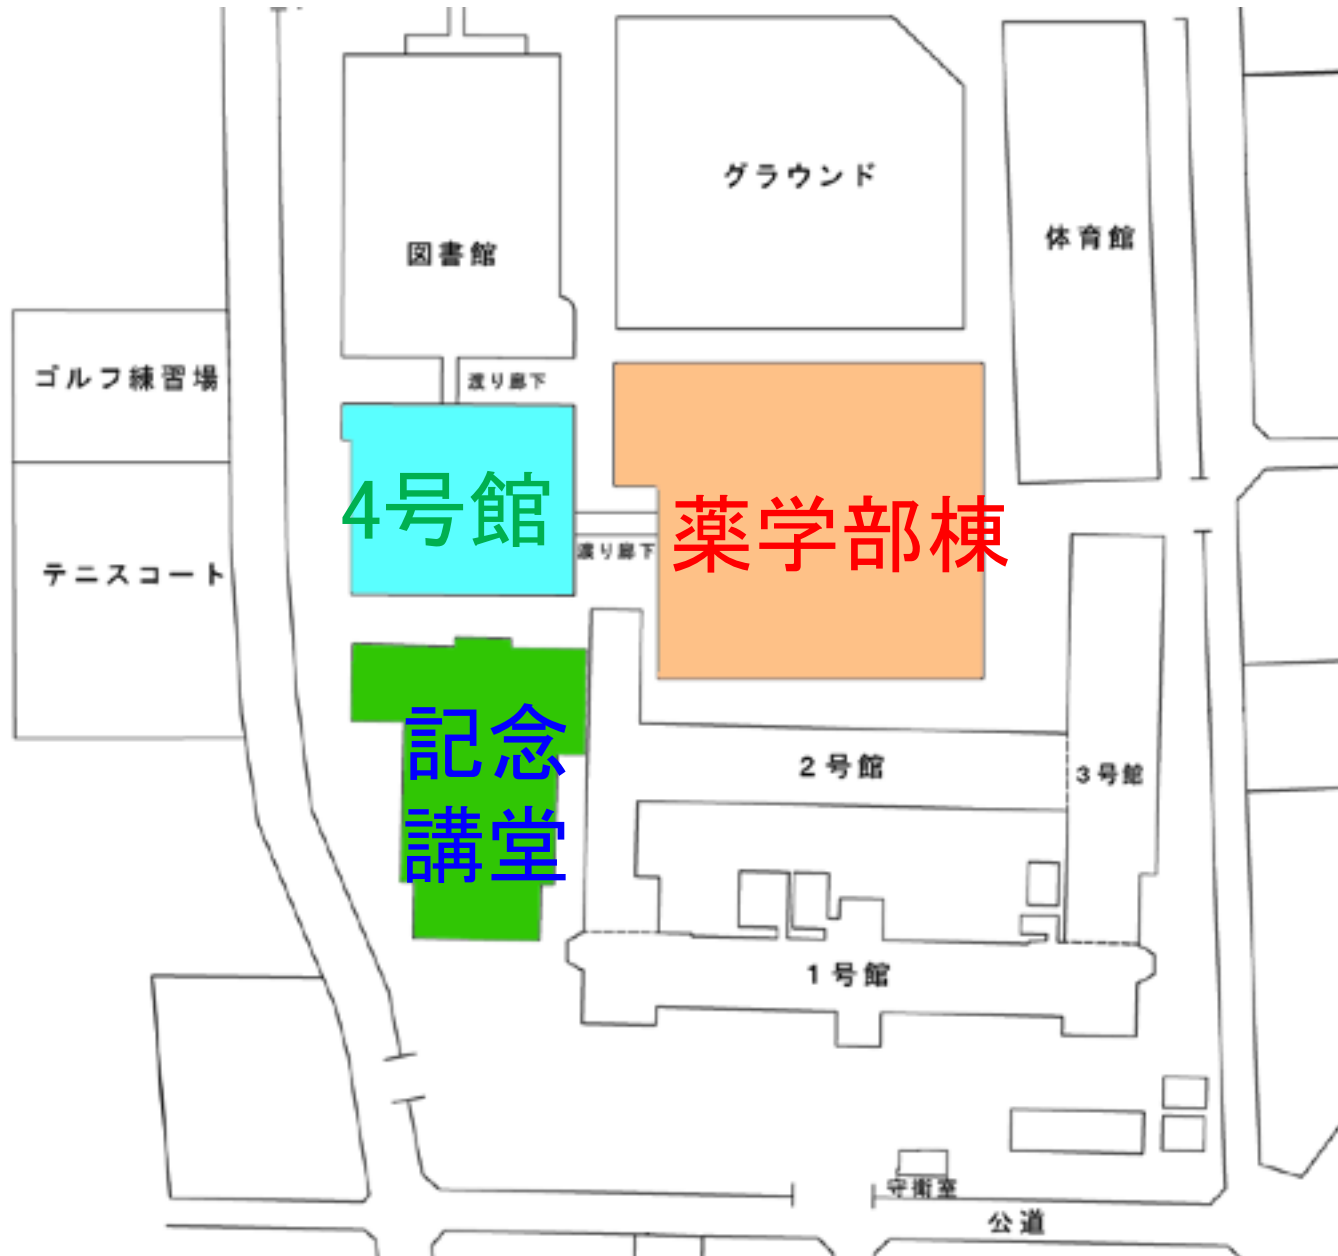 グラウンド
体育館
図書館
ゴルフ練習場
渡り廊下
4号館
薬学部棟
渡り廊下
テニスコート
記念
講堂
2号館
3号館
1号館
守衛室
公道